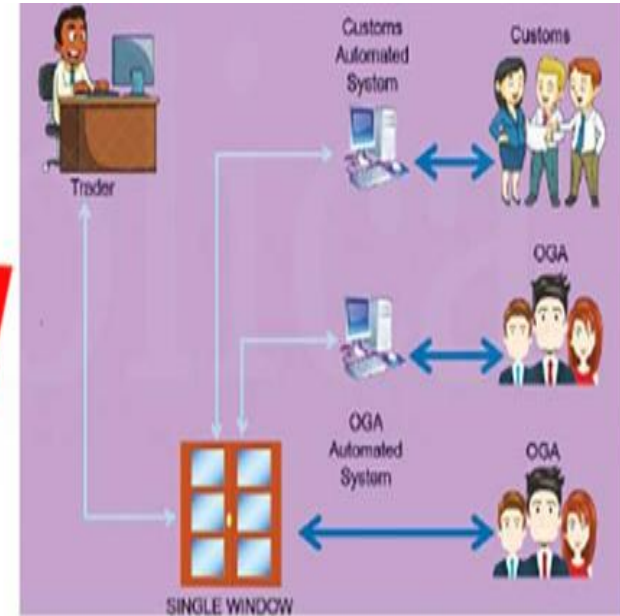 Customs
Automated
System
Customs
Trader
OGA
OGA
Automated
System
OGA
SINGLE WINDOW